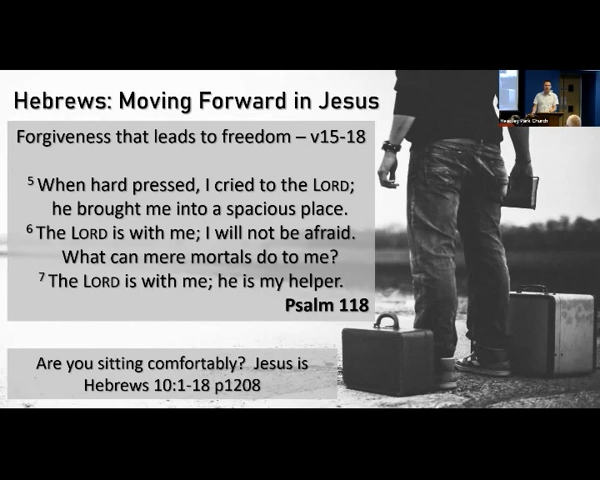 Hebrews: Moving Forward in Jesus
Forgiveness that leads to freedom – v15-18
5 When hard pressed, I cried to the LORD;
he brought me into a spacious place.
6 The LORD is with me; I will not be afraid.
What can mere mortals do to me?
7 The LORD is with me; he is my helper.
Psalm 118
Are you sitting comfortably? Jesus is
Hebrews 10:1-18 p1208
Park Church